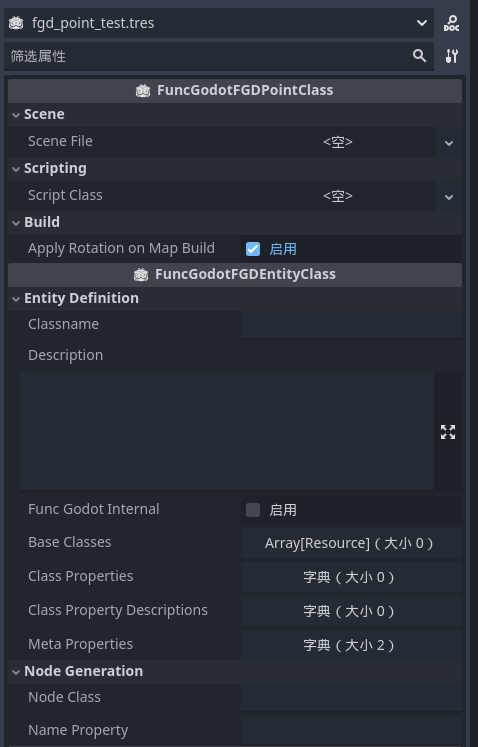 fgd_point_test.tres
DOC
筛选属性
FuncGodotFGDPointClass
Scene
Scene File <空>
Scripting
Script Class <空>
Build
Apply Rotation on Map Build 启用
FuncGodotFGDEntityClass
Entity Definition
Classname
Description
Func Godot Internal 启用
Base Classes Array[Resource]（大小 0）
Class Properties 字典（大小 0）
Class Property Descriptions 字典（大小 0）
Meta Properties 字典（大小 2）
Node Generation
Node Class
Name Property